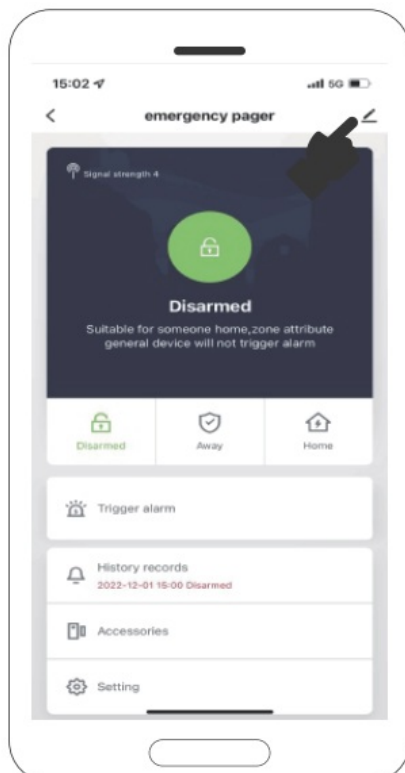 15:02
5G
emergency pager
Signal strength 4
Disarmed
Suitable for someone home,zone attribute
general device will not trigger alarm
Disarmed
Away
Home
Trigger alarm
History records
2022-12-01 15:00 Disarmed
Accessories
Setting